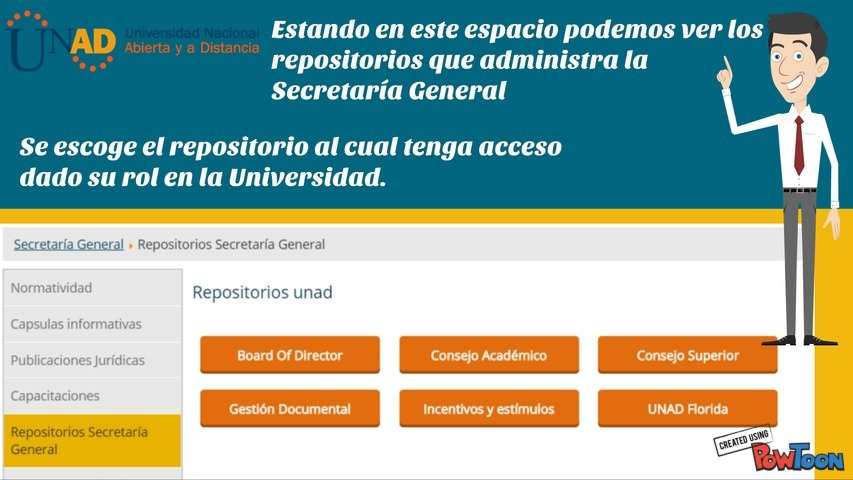 UNAD
Universidad Nacional
Abierta y a Distancia
Estando en este espacio podemos ver los
repositorios que administra la
Secretaría General
Se escoge el repositorio al cual tenga acceso
dado su rol en la Universidad.
Secretaría General › Repositorios Secretaría General
Normatividad
Capsulas informativas
Publicaciones Jurídicas
Capacitaciones
Repositorios Secretaría
General
Repositorios unad
Board Of Director
Consejo Académico
Consejo Superior
Gestión Documental
Incentivos y estímulos
UNAD Florida
CREATED USING
POWTOON